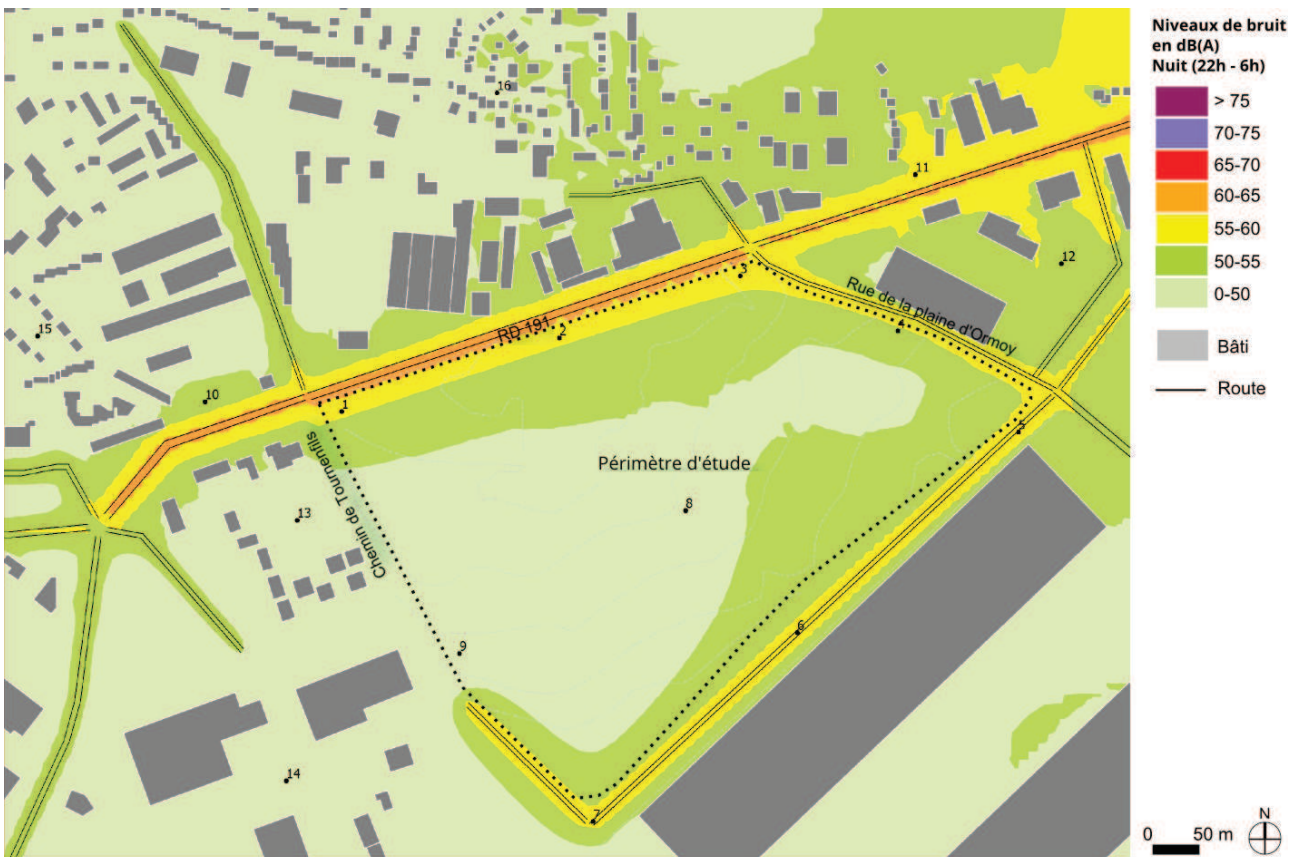 Niveaux de bruit
en dB(A)
Nuit (22h - 6h)
> 75
70-75
65-70
60-65
55-60
50-55
0-50
Bâti
Route
16
11
12
3
RD 191
2
Rue de la plaine d'Ormoy
4
15
10
1
5
Chemin de Tournenfils
Périmètre d'étude
8
13
6
9
14
7
0 50 m
N